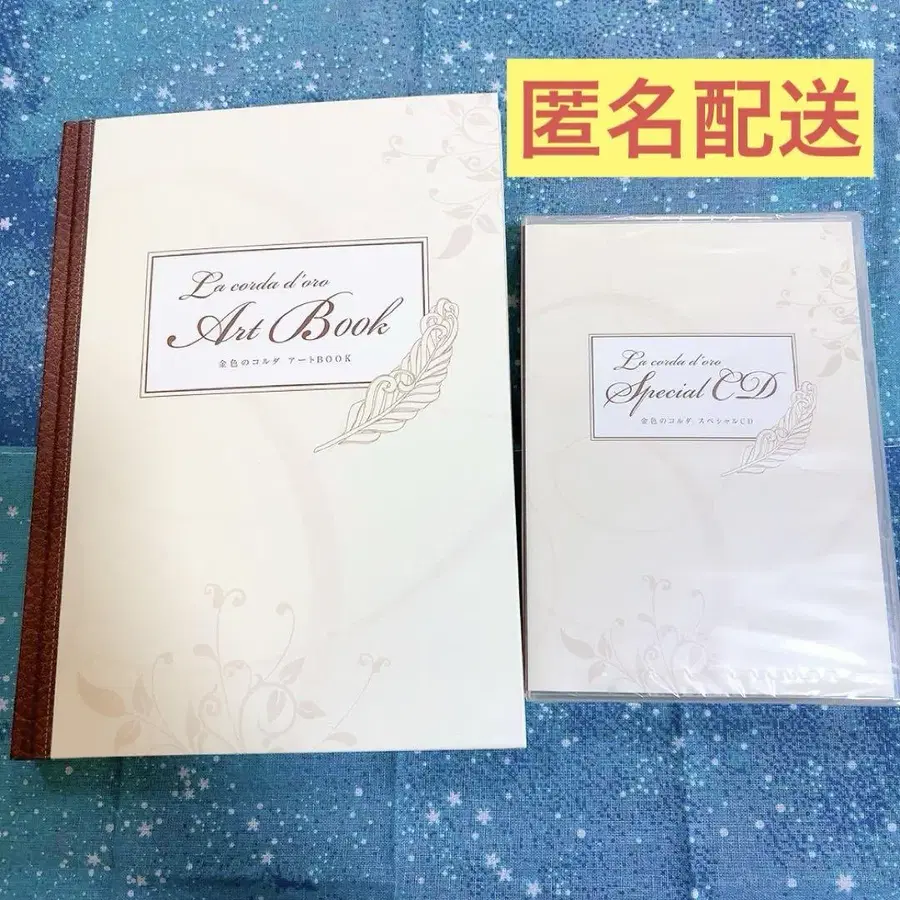 匿名配送
La corda d'oro
Art Book
金色のコルダ アートBOOK
La corda d'oro
Special CD
金色のコルダ スペシャルCD